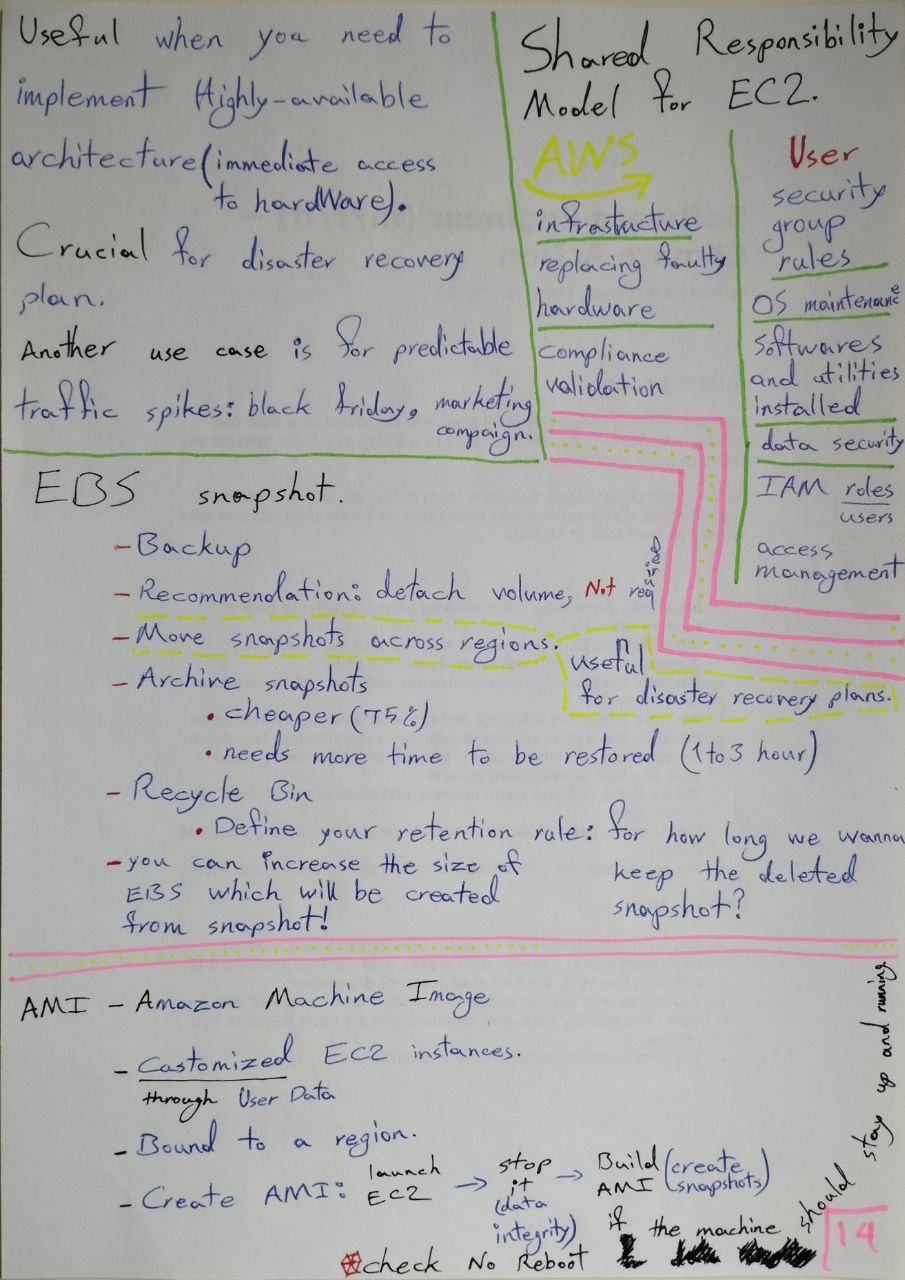 Useful when you need to
implement Highly-available
architecture (immediate access
to hardWare).
Crucial for disaster recovery
plan.
Another use case is for predictable
traffic spikes: black friday, marketing
compaign.
Shared Responsibility
Model for EC2.
AWS
infrastucture
replacing faulty
hardware
compliance
validation
User
security
group
rules
OS maintenance
softwares
and utilities
installed
data security
IAM roles
users
access
management
EBS snapshot.
- Backup
- Recommendation: detach volume, Not required
- Move snapshots across regions.
useful
for disaster recovery plans.
- Archive snapshots
• cheaper (75%)
• needs more time to be restored (1 to 3 hour)
- Recycle Bin
• Define your retention rule: for how long we wanna
keep the deleted
snapshot?
- you can increase the size of
EBS which will be created
from snapshot!
AMI - Amazon Machine Image
- Customized EC2 instances.
through User Data
- Bound to a region.
- Create AMI: launch EC2 → stop it (data integrity) → Build AMI (create snapshots)
check No Reboot if the machine should stay up and running
14